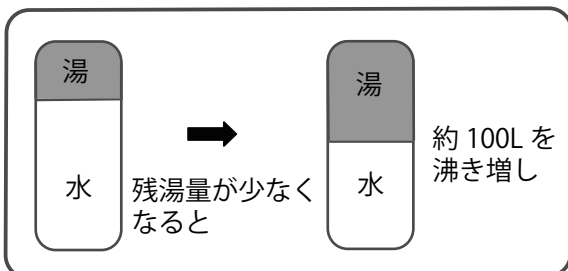 湯
水
残湯量が少なく
なると
湯
水
約 100L を
沸き増し